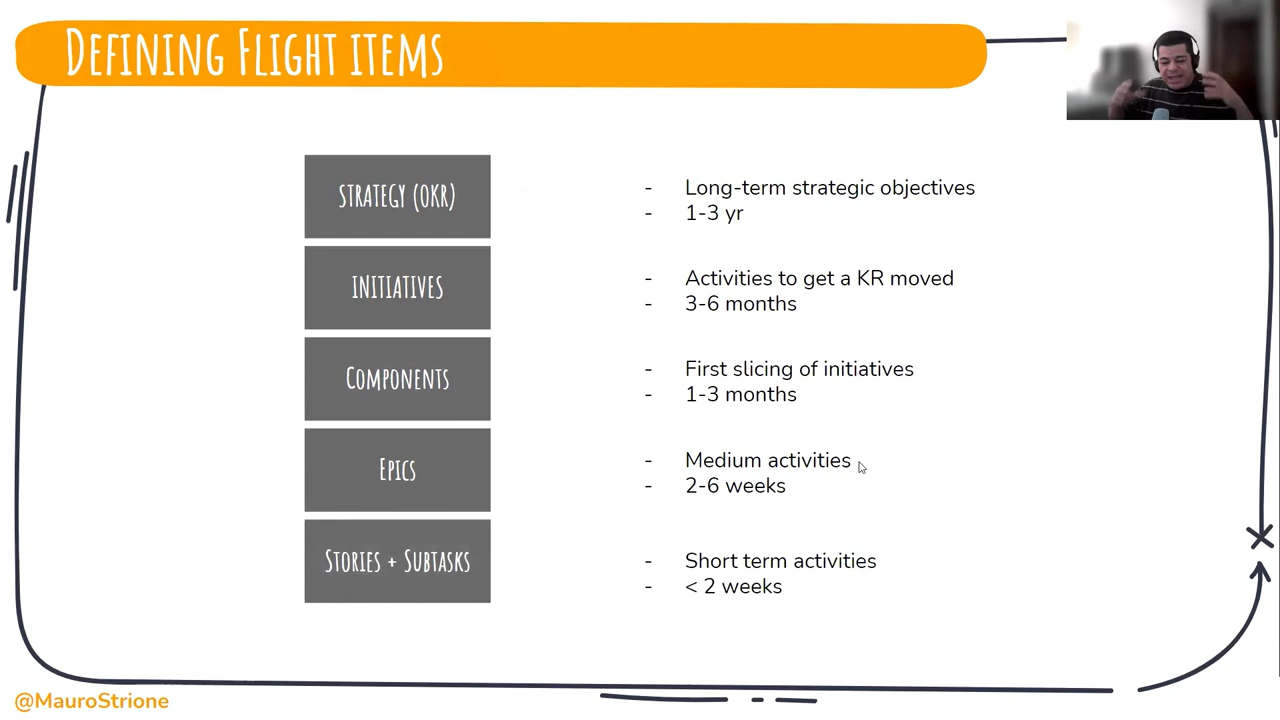 DEFINING FLIGHT ITEMS
STRATEGY (OKR)
- Long-term strategic objectives
- 1-3 yr
INITIATIVES
- Activities to get a KR moved
- 3-6 months
COMPONENTS
- First slicing of initiatives
- 1-3 months
EPICS
- Medium activities
- 2-6 weeks
STORIES + SUBTASKS
- Short term activities
- < 2 weeks
@MauroStrione